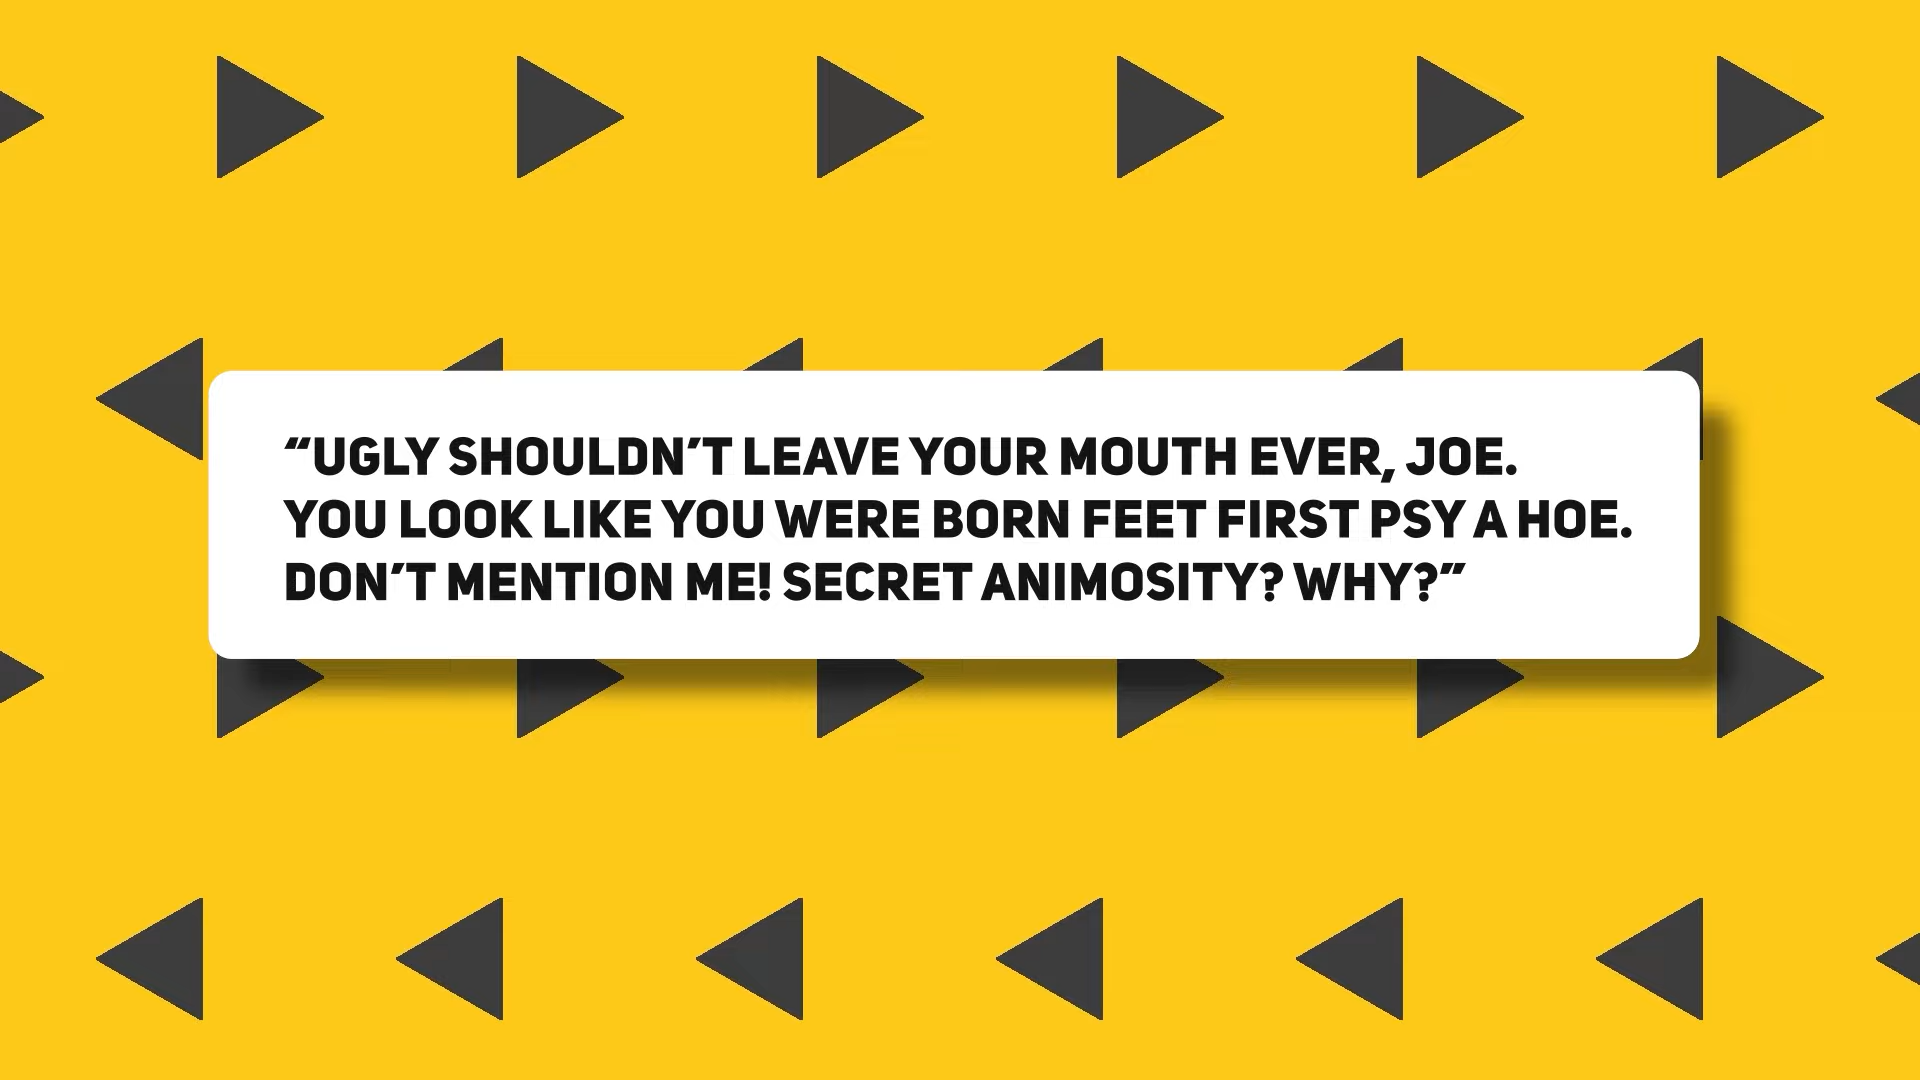 “UGLY SHOULDN’T LEAVE YOUR MOUTH EVER, JOE.
YOU LOOK LIKE YOU WERE BORN FEET FIRST PSY A HOE.
DON’T MENTION ME! SECRET ANIMOSITY? WHY?”